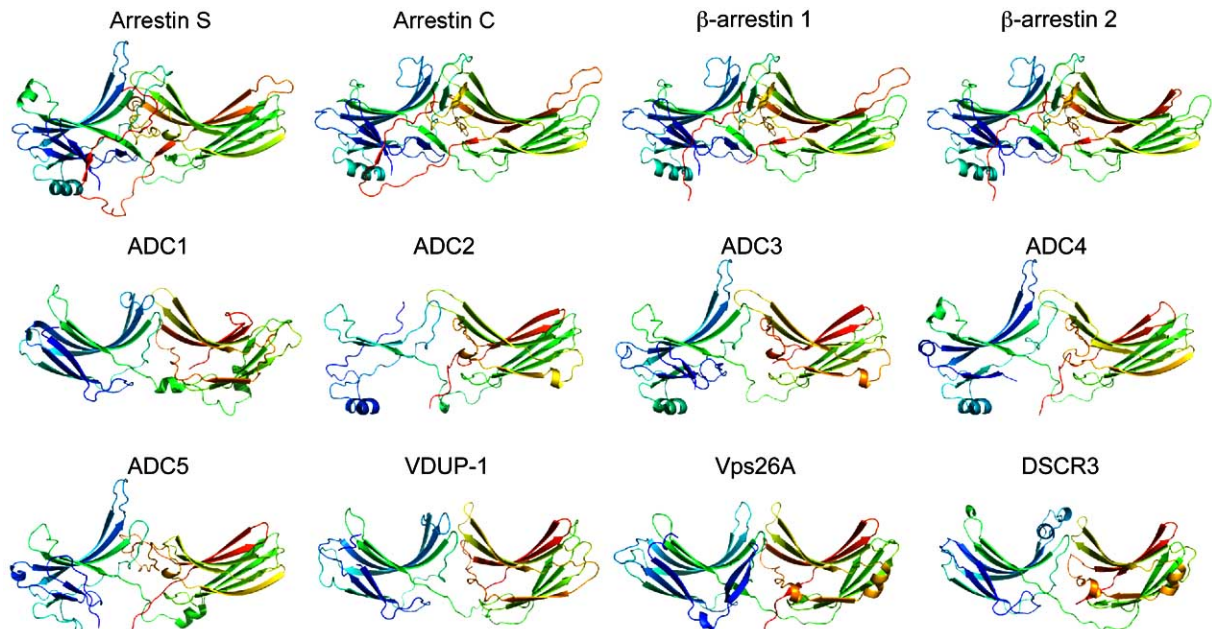 Arrestin S Arrestin C β-arrestin 1 β-arrestin 2
ADC1 ADC2 ADC3 ADC4
ADC5 VDUP-1 Vps26A DSCR3